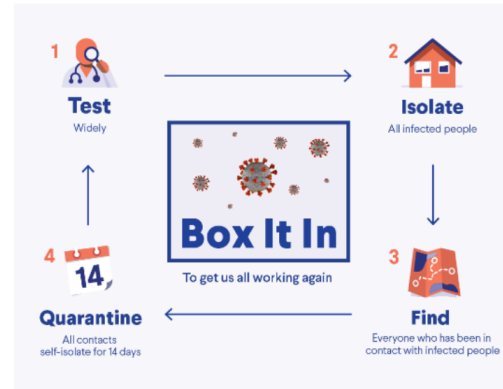 1
Test
Widely
2
Isolate
All infected people
Box It In
To get us all working again
4
14
Quarantine
All contacts
self-isolate for 14 days
3
Find
Everyone who has been in
contact with infected people